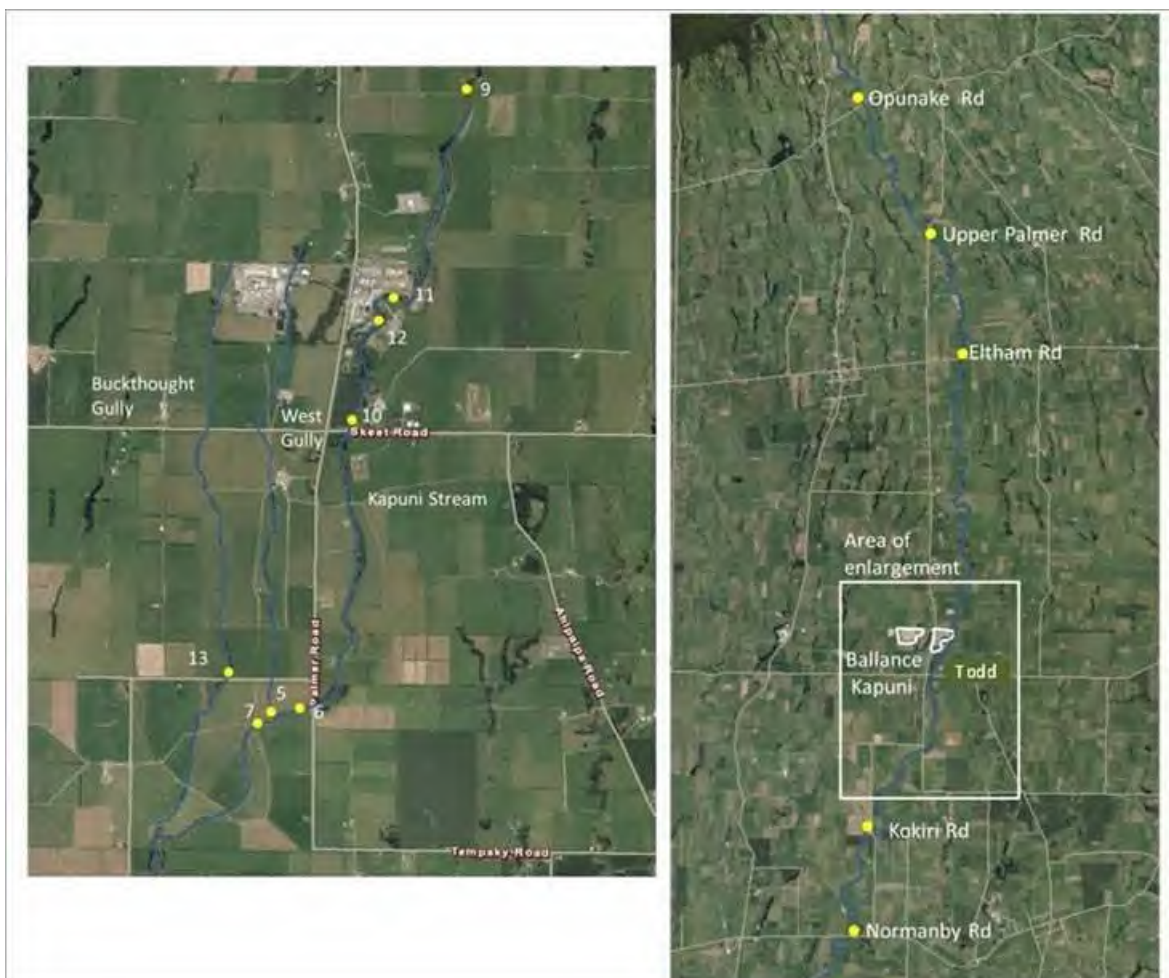 9
11
12
Buckthought
Gully
West
Gully
10
Skeet Road
Kapuni Stream
Ahipaipa Road
Palmer Road
13
5
6
7
Tempsky Road
Opunake Rd
Upper Palmer Rd
Eltham Rd
Area of
enlargement
Ballance
Kapuni
Todd
Kokiri Rd
Normanby Rd